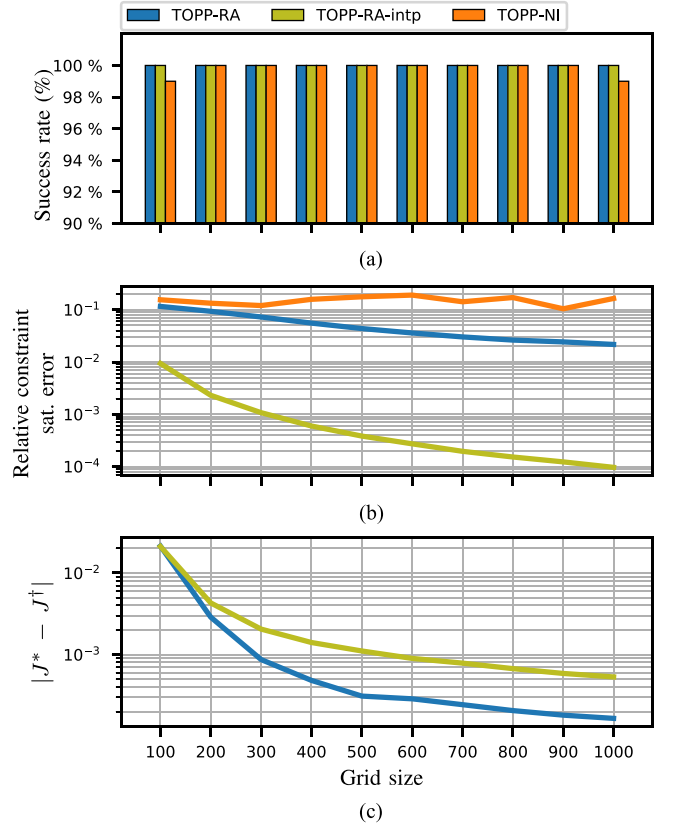 TOPP-RA TOPP-RA-intp TOPP-NI
100 %
98 %
96 %
94 %
92 %
90 %
Success rate (%)
(a)
10⁻¹
10⁻²
10⁻³
10⁻⁴
Relative constraint
sat. error
(b)
10⁻²
10⁻³
|J* − J†|
100 200 300 400 500 600 700 800 900 1000
Grid size
(c)